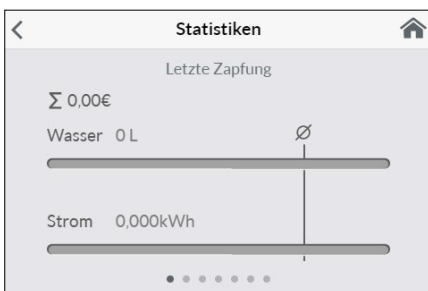 Statistiken
Letzte Zapfung
Σ 0,00€
Wasser 0 L Ø
Strom 0,000kWh